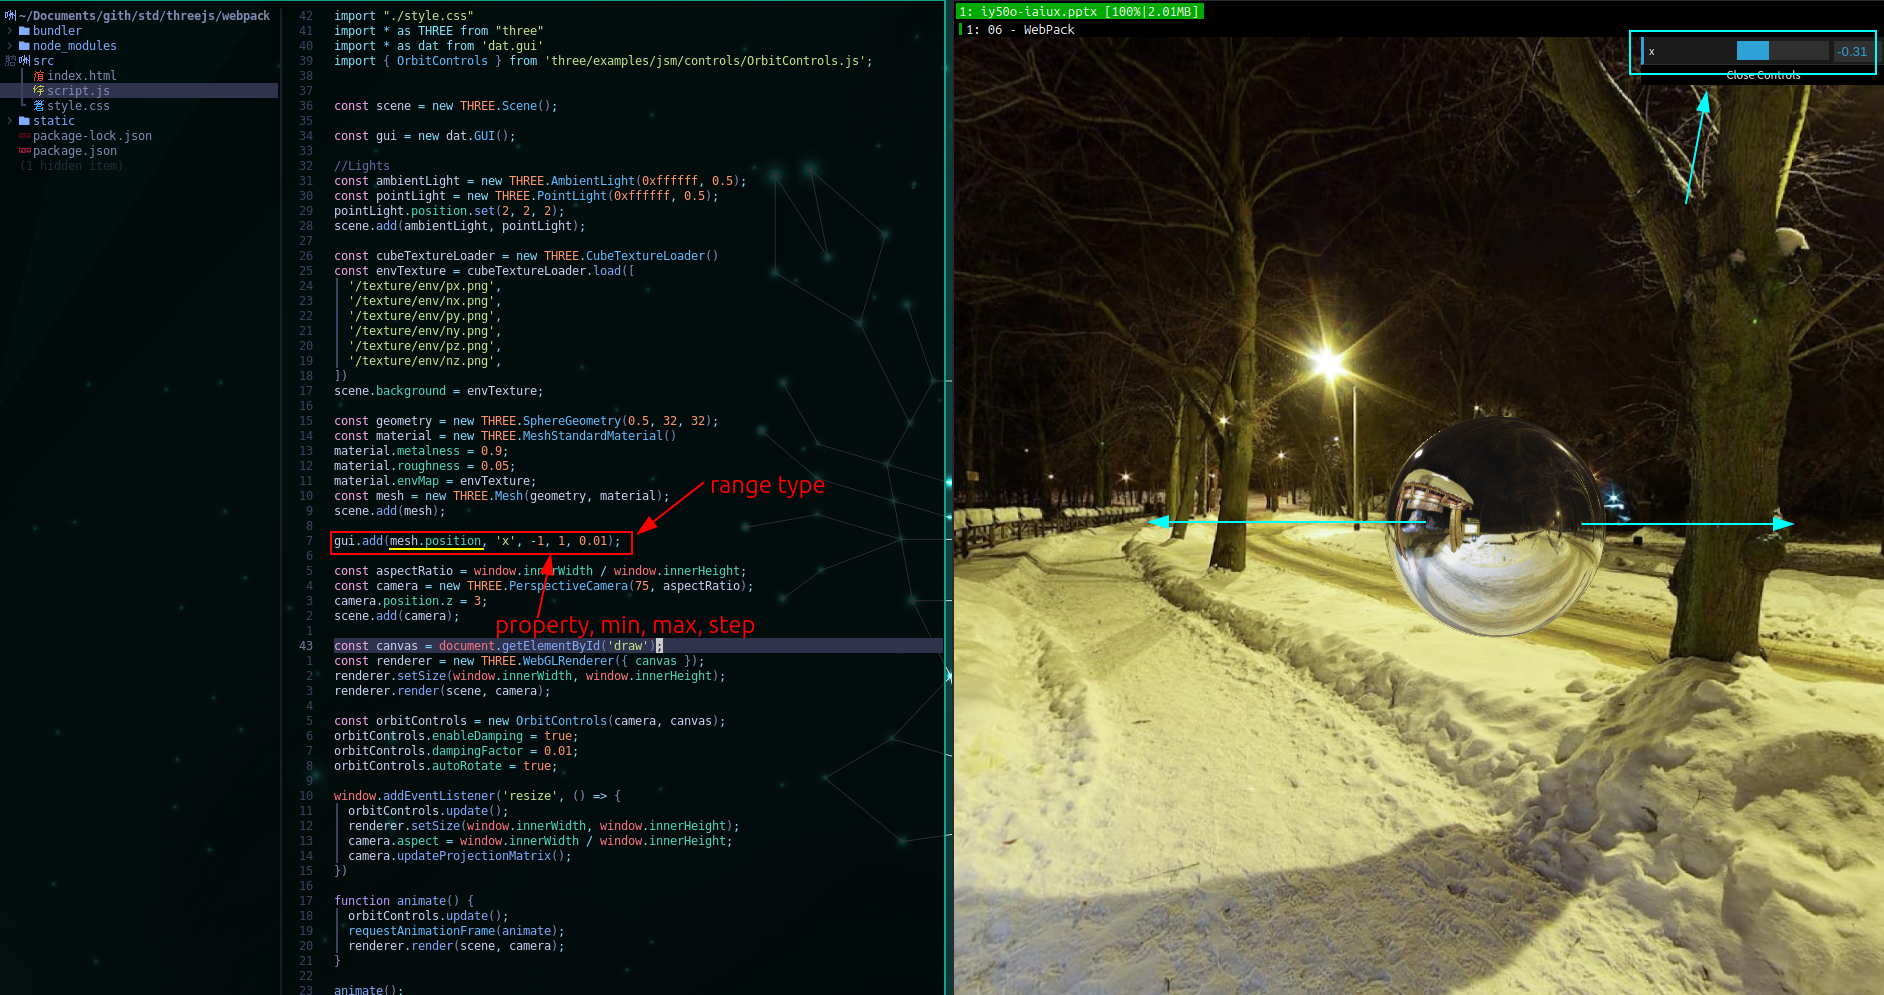 ~/Documents/gith/std/threejs/webpack
bundler
node_modules
src
index.html
script.js
style.css
static
package-lock.json
package.json
(1 hidden item)
42 import "./style.css"
41 import * as THREE from "three"
40 import * as dat from 'dat.gui'
39 import { OrbitControls } from 'three/examples/jsm/controls/OrbitControls.js';
38
37
36 const scene = new THREE.Scene();
35
34 const gui = new dat.GUI();
33
32 //Lights
31 const ambientLight = new THREE.AmbientLight(0xffffff, 0.5);
30 const pointLight = new THREE.PointLight(0xffffff, 0.5);
29 pointLight.position.set(2, 2, 2);
28 scene.add(ambientLight, pointLight);
27
26 const cubeTextureLoader = new THREE.CubeTextureLoader()
25 const envTexture = cubeTextureLoader.load([
24 '/texture/env/px.png',
23 '/texture/env/nx.png',
22 '/texture/env/py.png',
21 '/texture/env/ny.png',
20 '/texture/env/pz.png',
19 '/texture/env/nz.png',
18 ])
17 scene.background = envTexture;
16
15 const geometry = new THREE.SphereGeometry(0.5, 32, 32);
14 const material = new THREE.MeshStandardMaterial()
13 material.metalness = 0.9;
12 material.roughness = 0.05;
11 material.envMap = envTexture;
10 const mesh = new THREE.Mesh(geometry, material);
9 scene.add(mesh);
8
7 gui.add(mesh.position, 'x', -1, 1, 0.01);
6
5 const aspectRatio = window.innerWidth / window.innerHeight;
4 const camera = new THREE.PerspectiveCamera(75, aspectRatio);
3 camera.position.z = 3;
2 scene.add(camera);
1
43 const canvas = document.getElementById('draw');
1 const renderer = new THREE.WebGLRenderer({ canvas });
2 renderer.setSize(window.innerWidth, window.innerHeight);
3 renderer.render(scene, camera);
4
5 const orbitControls = new OrbitControls(camera, canvas);
6 orbitControls.enableDamping = true;
7 orbitControls.dampingFactor = 0.01;
8 orbitControls.autoRotate = true;
9
10 window.addEventListener('resize', () => {
11 orbitControls.update();
12 renderer.setSize(window.innerWidth, window.innerHeight);
13 camera.aspect = window.innerWidth / window.innerHeight;
14 camera.updateProjectionMatrix();
15 })
16
17 function animate() {
18 orbitControls.update();
19 requestAnimationFrame(animate);
20 renderer.render(scene, camera);
21 }
22
23 animate();
range type
property, min, max, step
1: iy50o-iaiux.pptx [100%|2.01MB]
1: 06 - WebPack
x -0.31
Close Controls